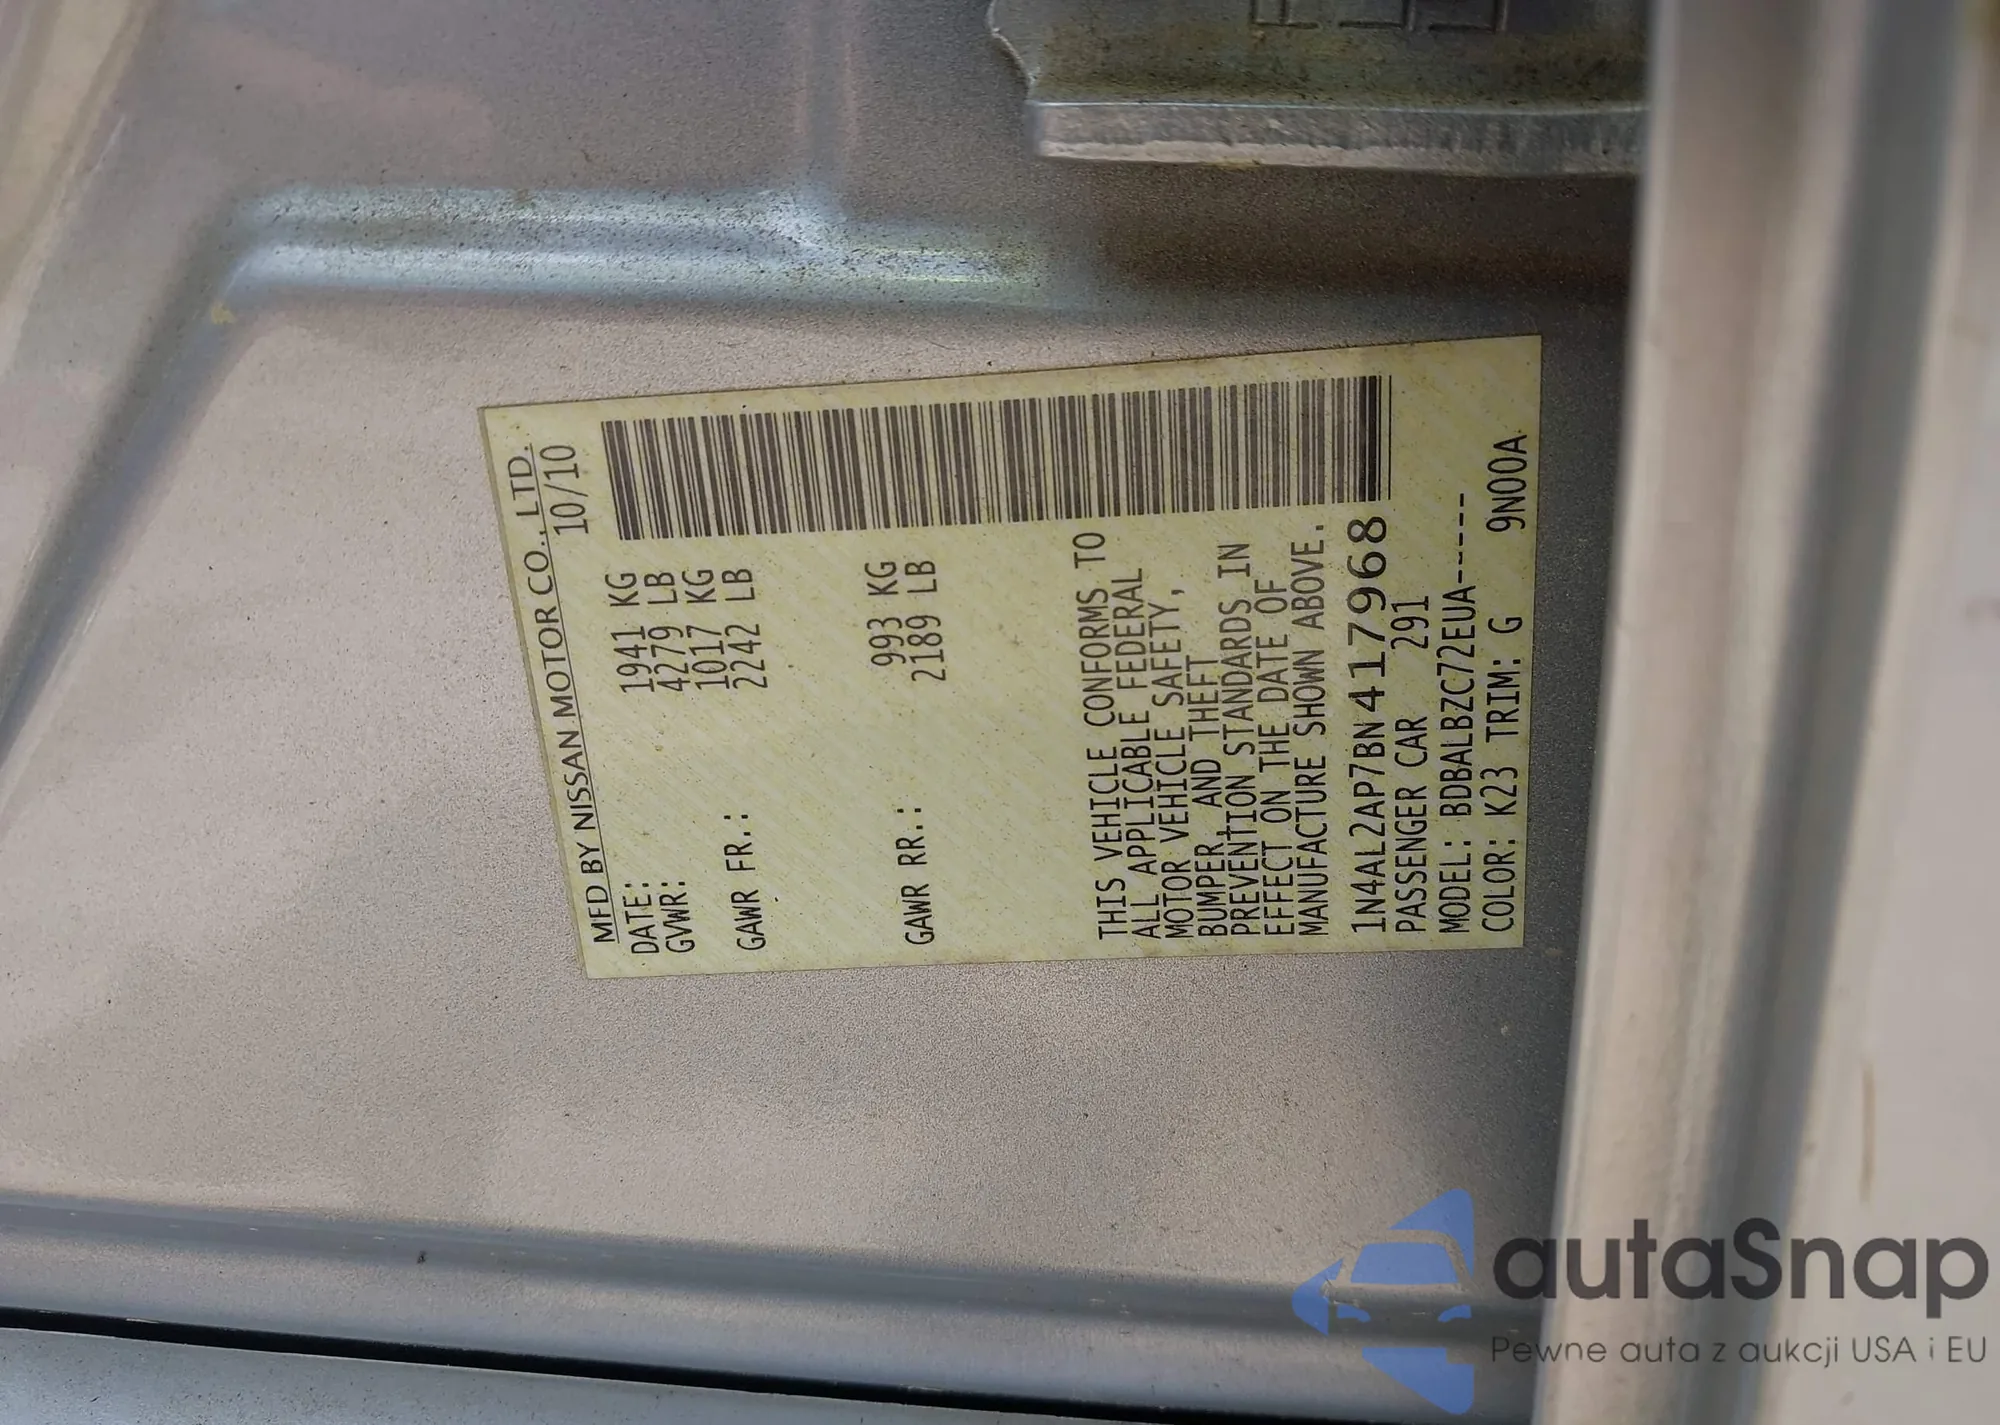 MFD BY NISSAN MOTOR CO., LTD.
DATE: 10/10
GVWR: 1941 KG
4279 LB
GAWR FR.: 1017 KG
2242 LB
GAWR RR.: 993 KG
2189 LB
THIS VEHICLE CONFORMS TO
ALL APPLICABLE FEDERAL
MOTOR VEHICLE SAFETY,
BUMPER, AND THEFT
PREVENTION STANDARDS IN
EFFECT ON THE DATE OF
MANUFACTURE SHOWN ABOVE.
1N4AL2AP7BN417968
PASSENGER CAR 291
MODEL: BDBALBZC72EUA-----
COLOR: K23 TRIM: G 9N00A
autaSnap
Pewne auta z aukcji USA i EU